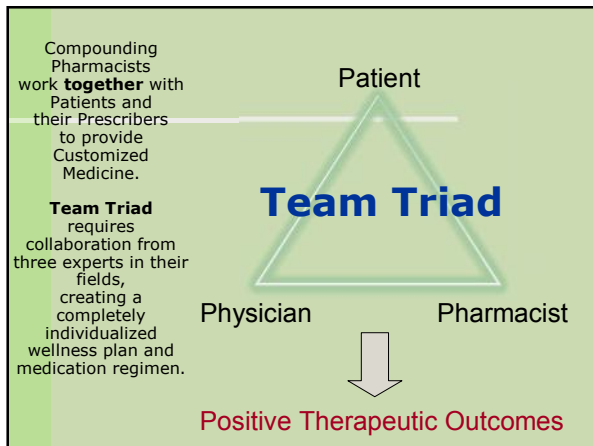 Compounding
Pharmacists
work together with
Patients and
their Prescribers
to provide
Customized
Medicine.
Team Triad
requires
collaboration from
three experts in their
fields,
creating a
completely
individualized
wellness plan and
medication regimen.
Patient
Team Triad
Physician
Pharmacist
Positive Therapeutic Outcomes